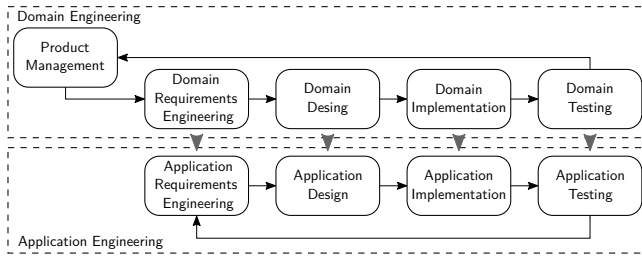 Domain Engineering
Product
Management
Domain
Requirements
Engineering
Domain
Desing
Domain
Implementation
Domain
Testing
Application
Requirements
Engineering
Application
Design
Application
Implementation
Application
Testing
Application Engineering